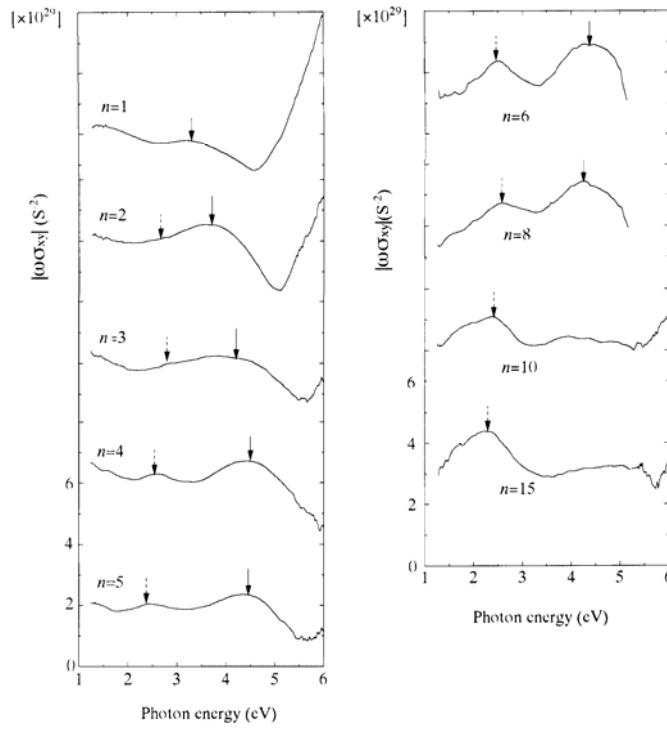 [×10²⁹]
|ωσxy|(S⁻²)
n=1
n=2
n=3
n=4
n=5
6
4
2
0
1 2 3 4 5 6
Photon energy (eV)
[×10²⁹]
|ωσxy|(S⁻²)
n=6
n=8
n=10
n=15
6
4
2
0
1 2 3 4 5 6
Photon energy (eV)